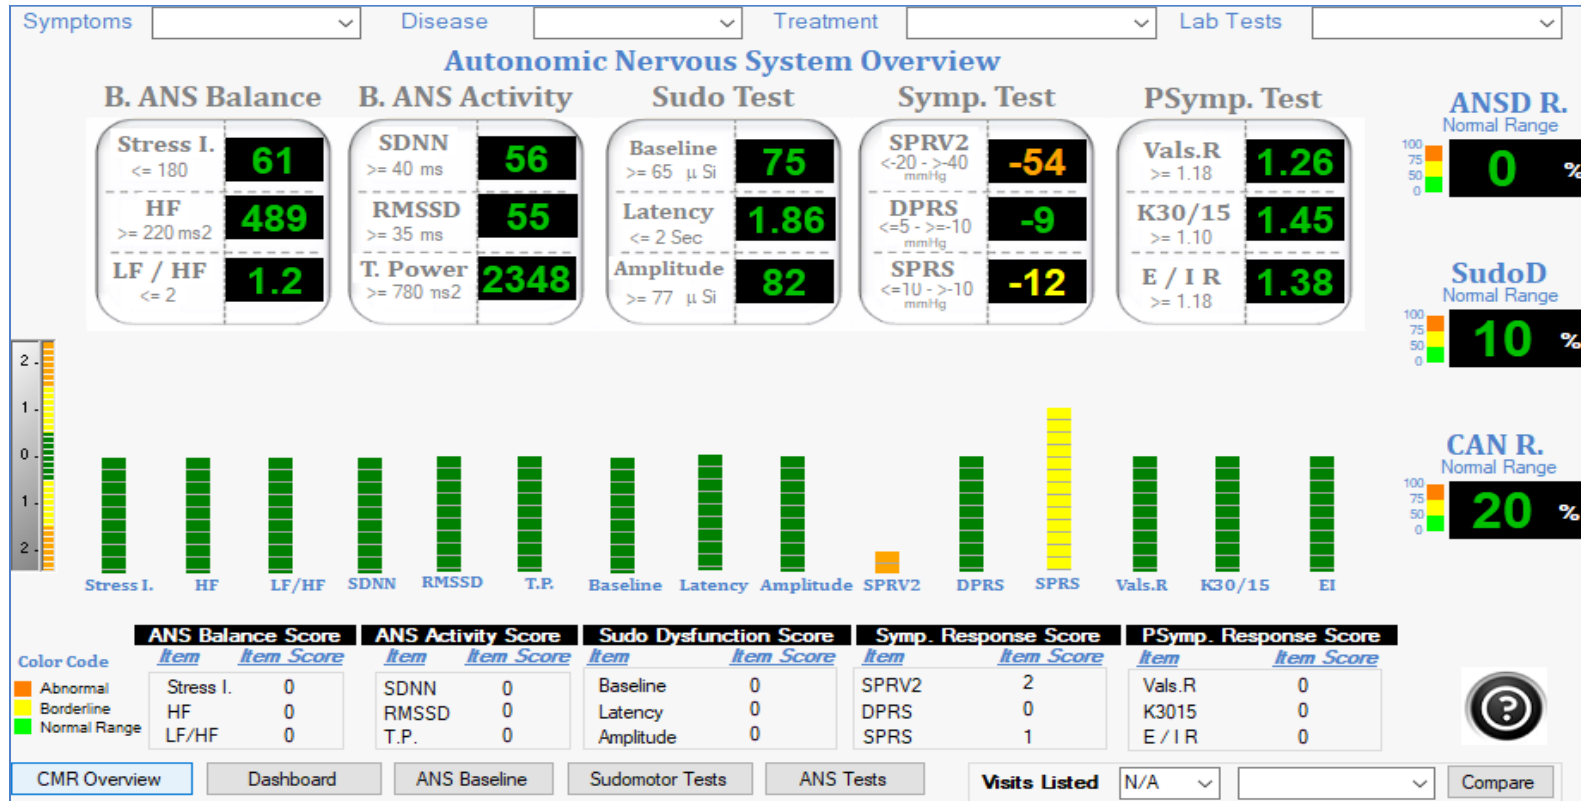 Symptoms Disease Treatment Lab Tests
Autonomic Nervous System Overview
B. ANS Balance B. ANS Activity Sudo Test Symp. Test PSymp. Test
Stress I.
<= 180
61
HF
>= 220 ms2
489
LF / HF
<= 2
1.2
SDNN
>= 40 ms
56
RMSSD
>= 35 ms
55
T. Power
>= 780 ms2
2348
Baseline
>= 65 µ Si
75
Latency
<= 2 Sec
1.86
Amplitude
>= 77 µ Si
82
SPRV2
<-20 - >-40
mmHg
-54
DPRS
<=5 - >=-10
mmHg
-9
SPRS
<=10 - >-10
mmHg
-12
Vals.R
>= 1.18
1.26
K30/15
>= 1.10
1.45
E / I R
>= 1.18
1.38
ANSD R.
Normal Range
100
75
50
0
0 %
SudoD
Normal Range
100
75
50
0
10 %
CAN R.
Normal Range
100
75
50
0
20 %
2 -
1 -
0 -
1 -
2 -
Stress I. HF LF/HF SDNN RMSSD T.P. Baseline Latency Amplitude SPRV2 DPRS SPRS Vals.R K30/15 EI
Color Code
Abnormal
Borderline
Normal Range
ANS Balance Score
Item Item Score
Stress I. 0
HF 0
LF/HF 0
ANS Activity Score
Item Item Score
SDNN 0
RMSSD 0
T.P. 0
Sudo Dysfunction Score
Item Item Score
Baseline 0
Latency 0
Amplitude 0
Symp. Response Score
Item Item Score
SPRV2 2
DPRS 0
SPRS 1
PSymp. Response Score
Item Item Score
Vals.R 0
K3015 0
E / I R 0
?
CMR Overview Dashboard ANS Baseline Sudomotor Tests ANS Tests Visits Listed N/A Compare